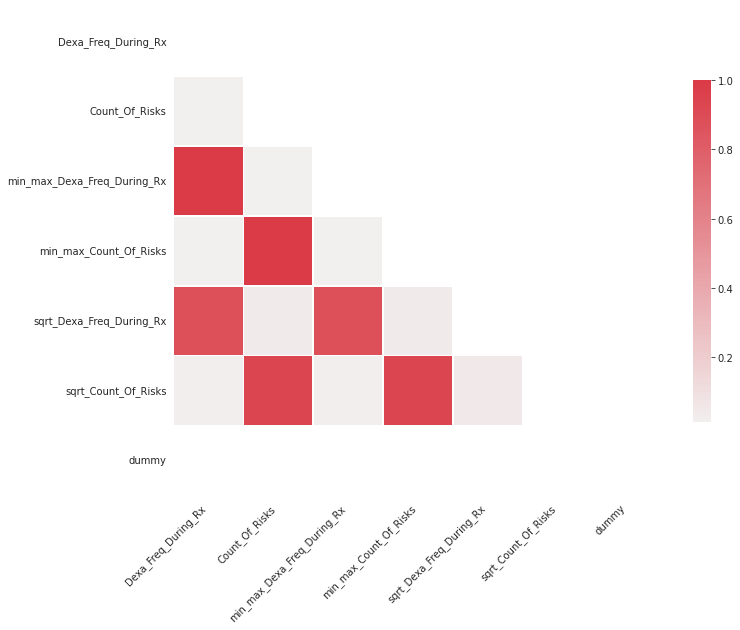 Dexa_Freq_During_Rx
Count_Of_Risks
min_max_Dexa_Freq_During_Rx
min_max_Count_Of_Risks
sqrt_Dexa_Freq_During_Rx
sqrt_Count_Of_Risks
dummy
Dexa_Freq_During_Rx
Count_Of_Risks
min_max_Dexa_Freq_During_Rx
min_max_Count_Of_Risks
sqrt_Dexa_Freq_During_Rx
sqrt_Count_Of_Risks
dummy
1.0
0.8
0.6
0.4
0.2